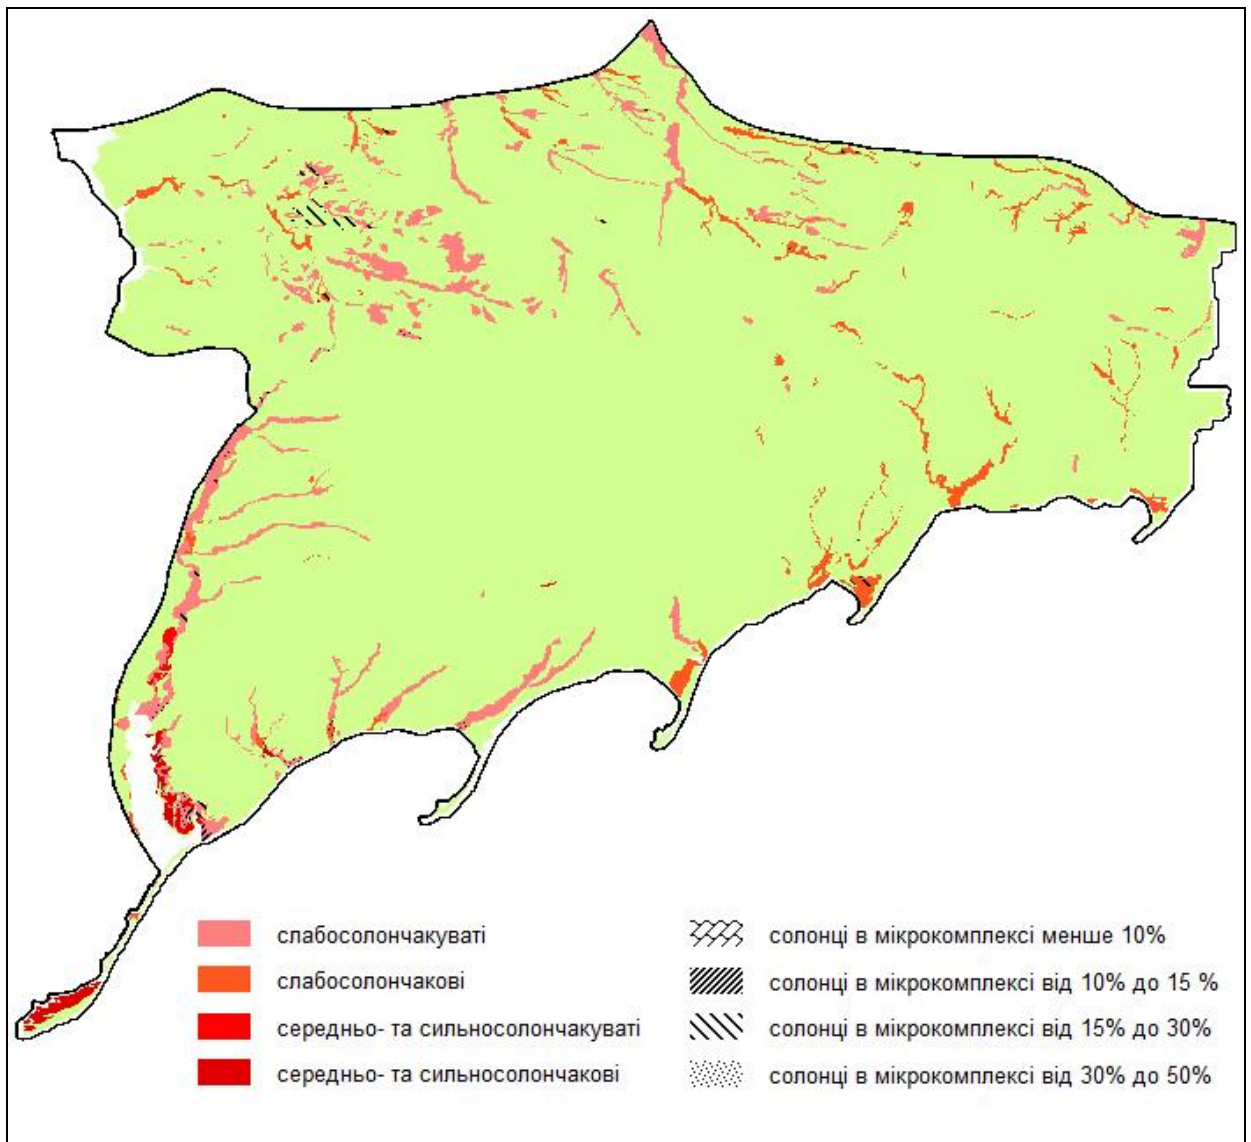 слабосолончакуваті
слабосолончакові
середньо- та сильносолончакуваті
середньо- та сильносолончакові
солонці в мікрокомплексі менше 10%
солонці в мікрокомплексі від 10% до 15 %
солонці в мікрокомплексі від 15% до 30%
солонці в мікрокомплексі від 30% до 50%